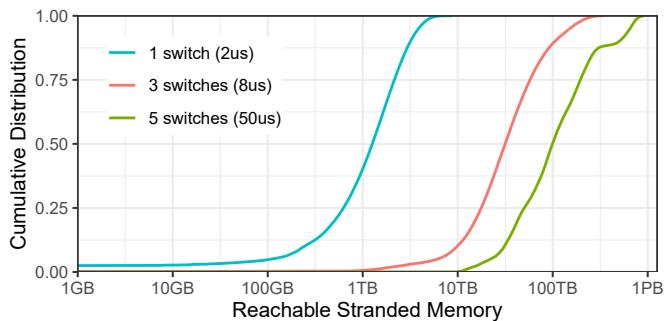 1.00
0.75
0.50
0.25
0.00
Cumulative Distribution
1 switch (2us)
3 switches (8us)
5 switches (50us)
1GB 10GB 100GB 1TB 10TB 100TB 1PB
Reachable Stranded Memory